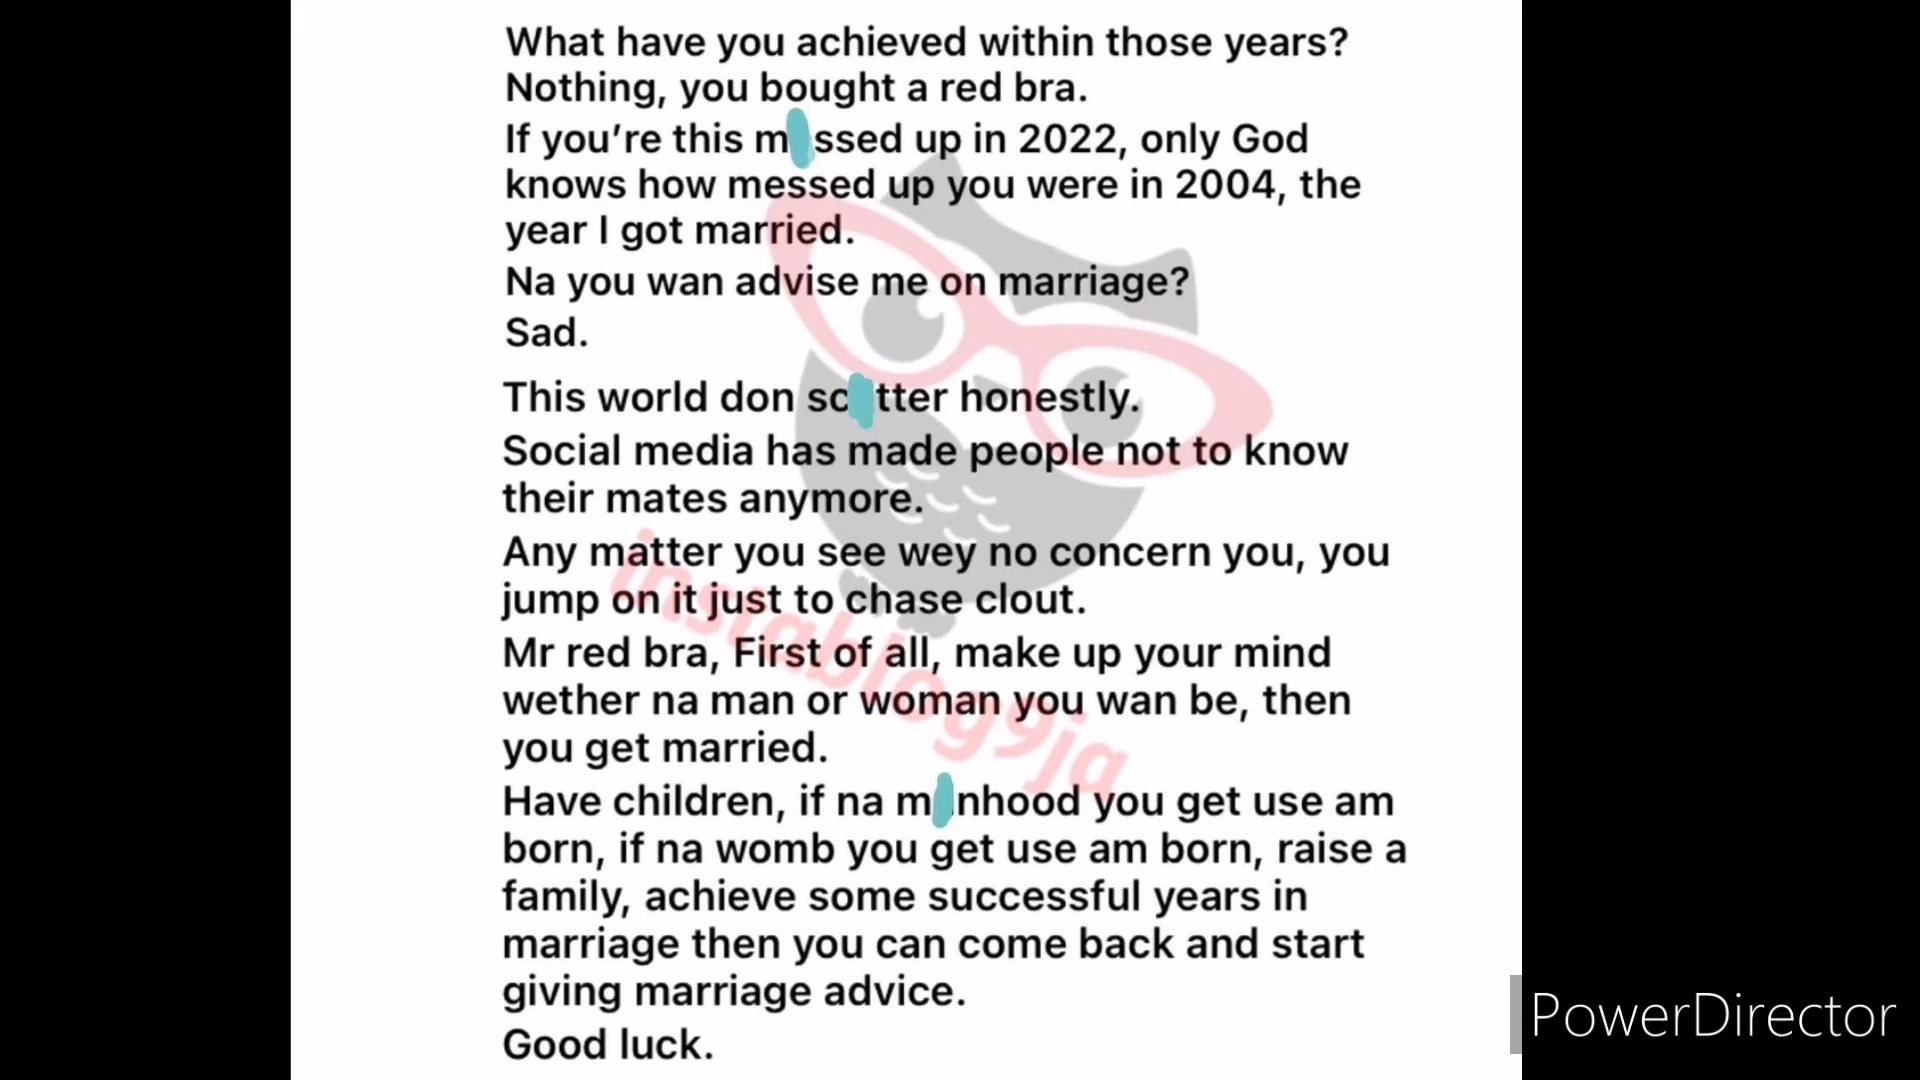 What have you achieved within those years?
Nothing, you bought a red bra.
If you're this m ssed up in 2022, only God
knows how messed up you were in 2004, the
year I got married.
Na you wan advise me on marriage?
Sad.
This world don sc tter honestly.
Social media has made people not to know
their mates anymore.
Any matter you see wey no concern you, you
jump on it just to chase clout.
Mr red bra, First of all, make up your mind
wether na man or woman you wan be, then
you get married.
Have children, if na m nhood you get use am
born, if na womb you get use am born, raise a
family, achieve some successful years in
marriage then you can come back and start
giving marriage advice.
Good luck.
instablog9ja
PowerDirector